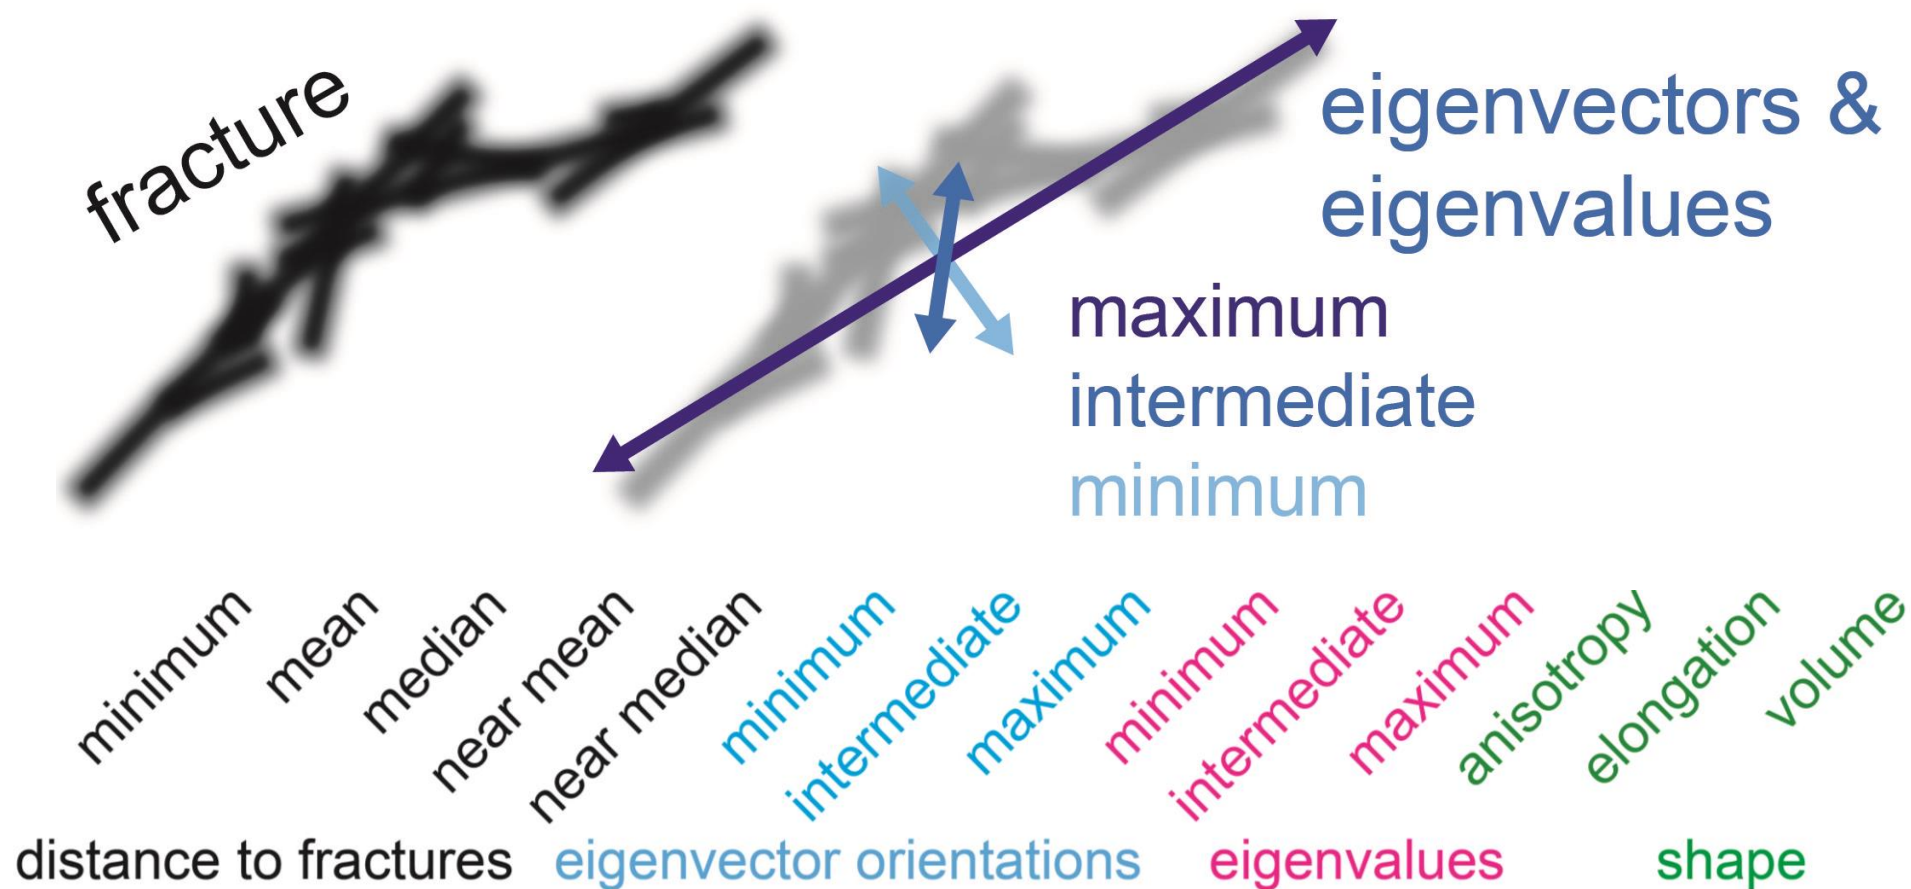 fracture
eigenvectors &
eigenvalues
maximum
intermediate
minimum
minimum
mean
median
near mean
near median
minimum
intermediate
maximum
minimum
intermediate
maximum
anisotropy
elongation
volume
distance to fractures
eigenvector orientations
eigenvalues
shape